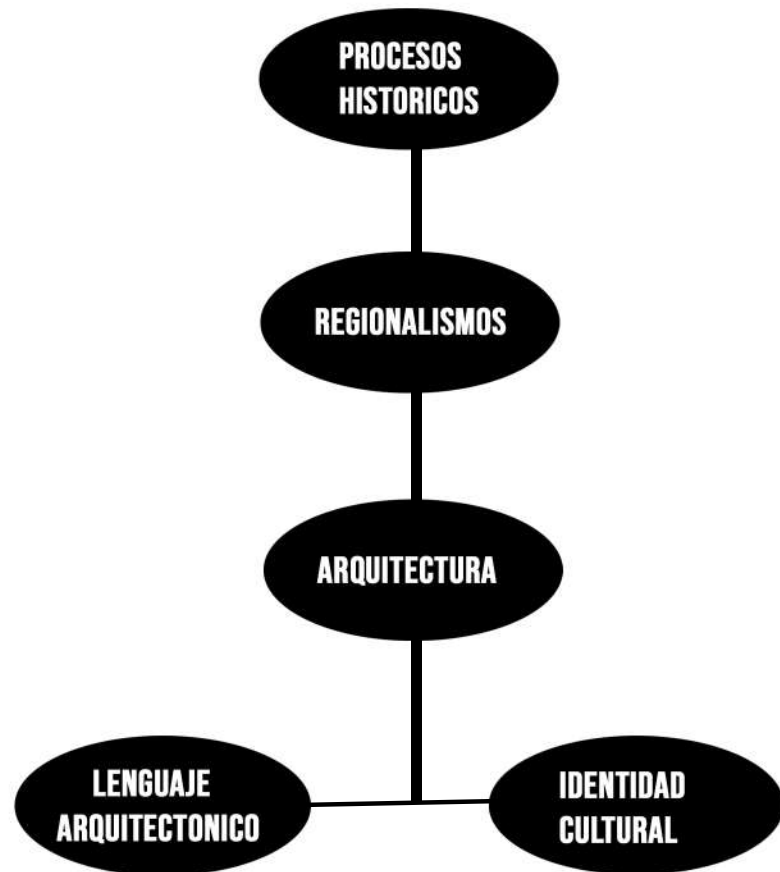 PROCESOS
HISTORICOS
REGIONALISMOS
ARQUITECTURA
LENGUAJE
ARQUITECTONICO
IDENTIDAD
CULTURAL